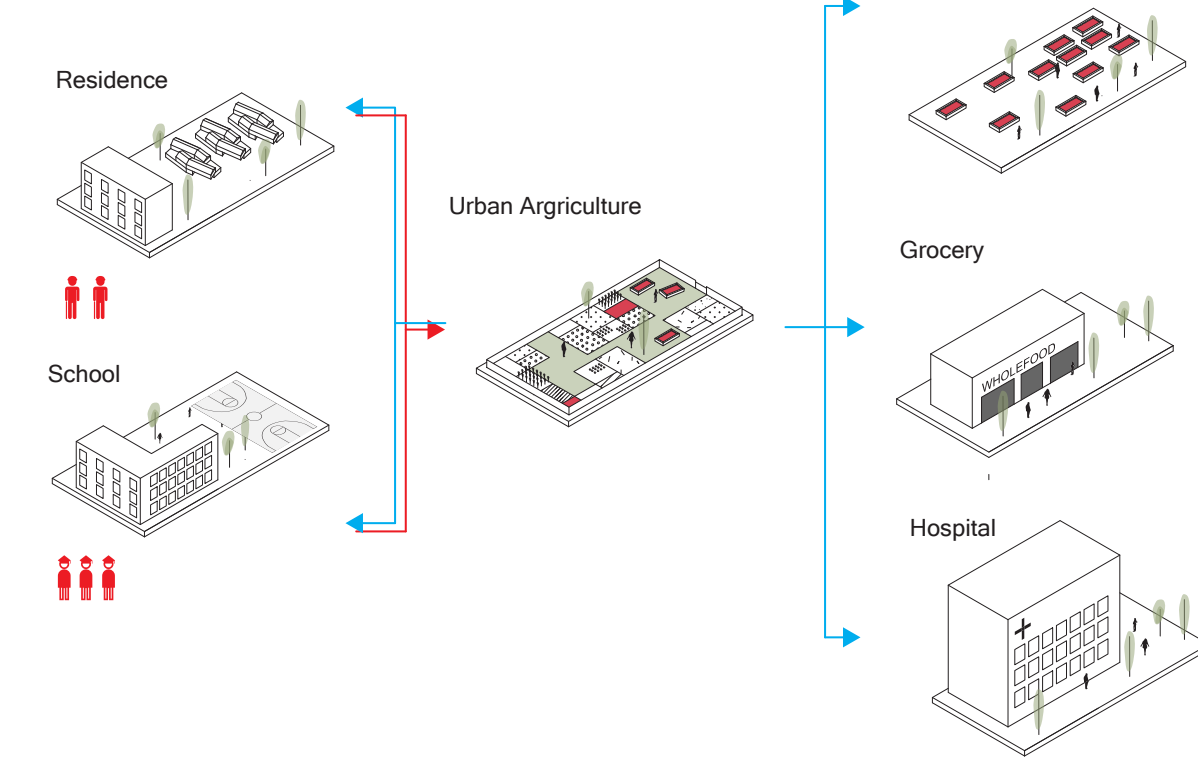 Residence
Urban Argriculture
Grocery
WHOLEFOOD
School
Hospital